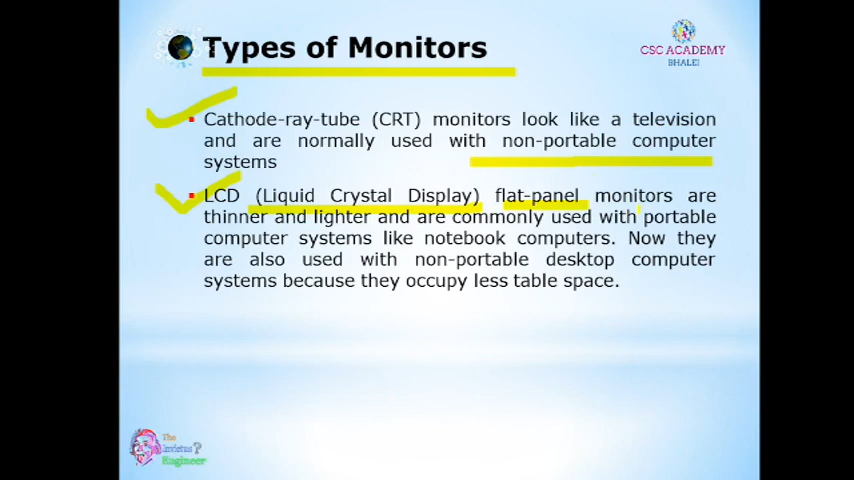 Types of Monitors
CSC ACADEMY
BHALEI
▪ Cathode-ray-tube (CRT) monitors look like a television
and are normally used with non-portable computer
systems
▪ LCD (Liquid Crystal Display) flat-panel monitors are
thinner and lighter and are commonly used with portable
computer systems like notebook computers. Now they
are also used with non-portable desktop computer
systems because they occupy less table space.
The
Engineer